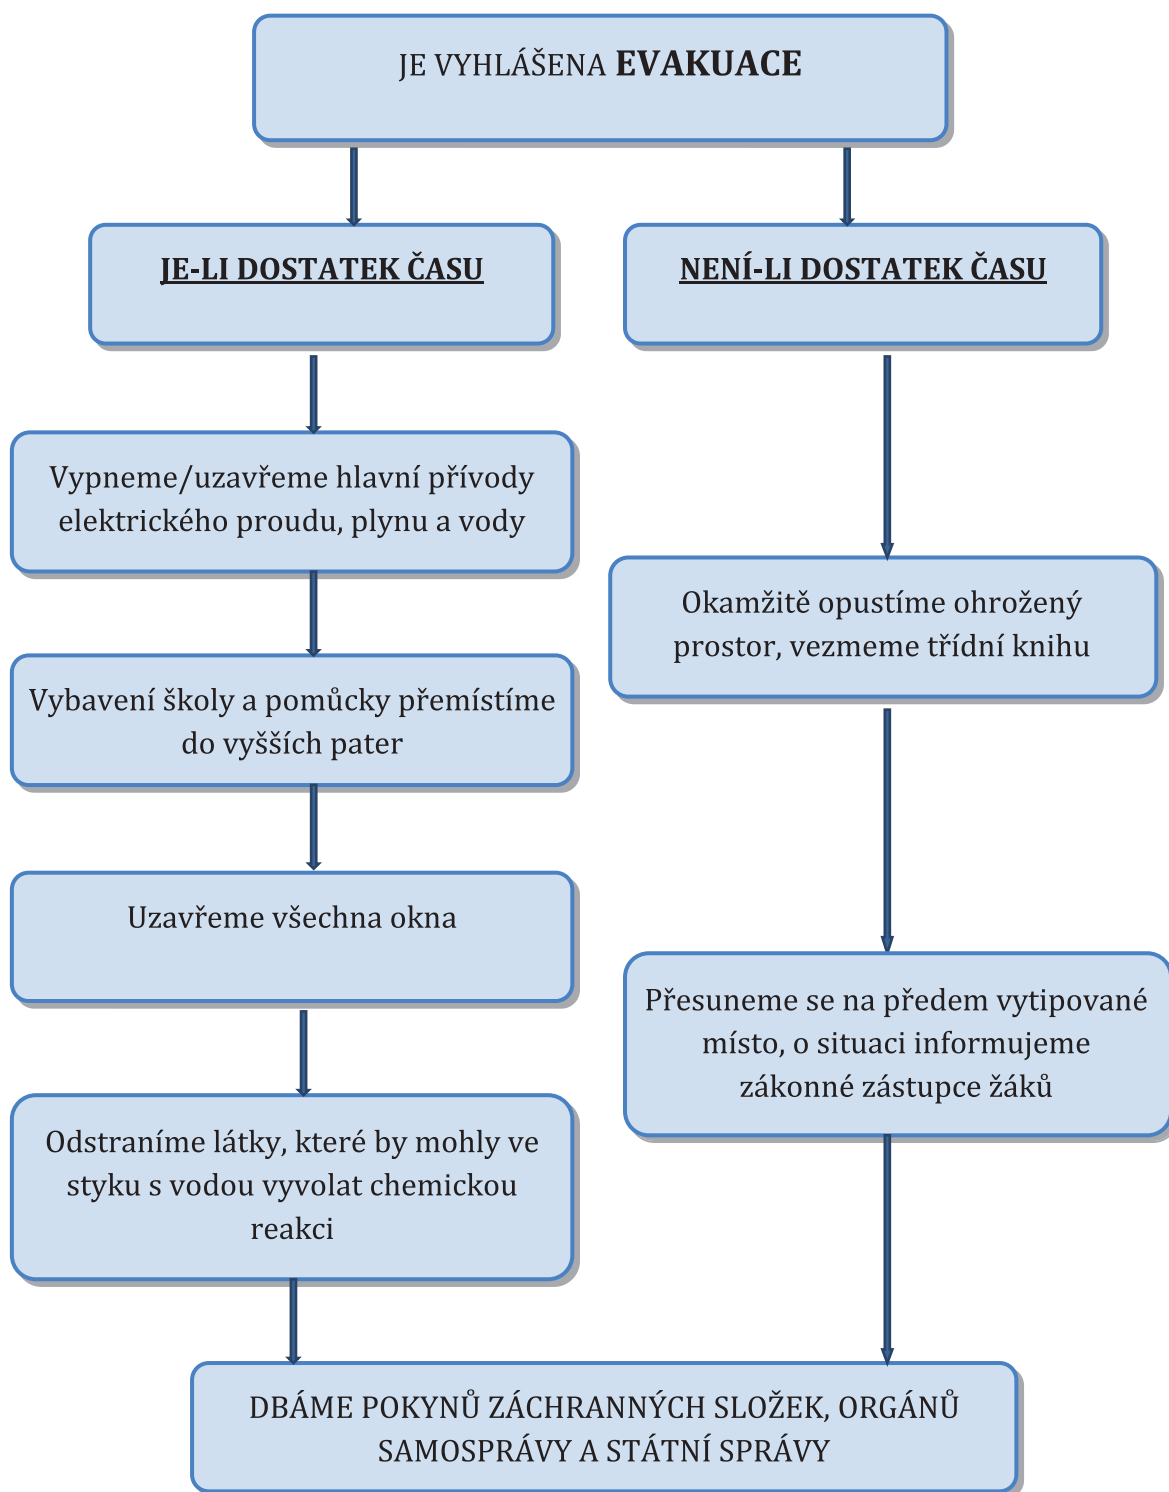 JE VYHLÁŠENA EVAKUACE
JE-LI DOSTATEK ČASU
NENÍ-LI DOSTATEK ČASU
Vypneme/uzavřeme hlavní přívody
elektrického proudu, plynu a vody
Vybavení školy a pomůcky přemístíme
do vyšších pater
Uzavřeme všechna okna
Odstraníme látky, které by mohly ve
styku s vodou vyvolat chemickou
reakci
Okamžitě opustíme ohrožený
prostor, vezmeme třídní knihu
Přesuneme se na předem vytipované
místo, o situaci informujeme
zákonné zástupce žáků
DBÁME POKYNŮ ZÁCHRANNÝCH SLOŽEK, ORGÁNŮ
SAMOSPRÁVY A STÁTNÍ SPRÁVY